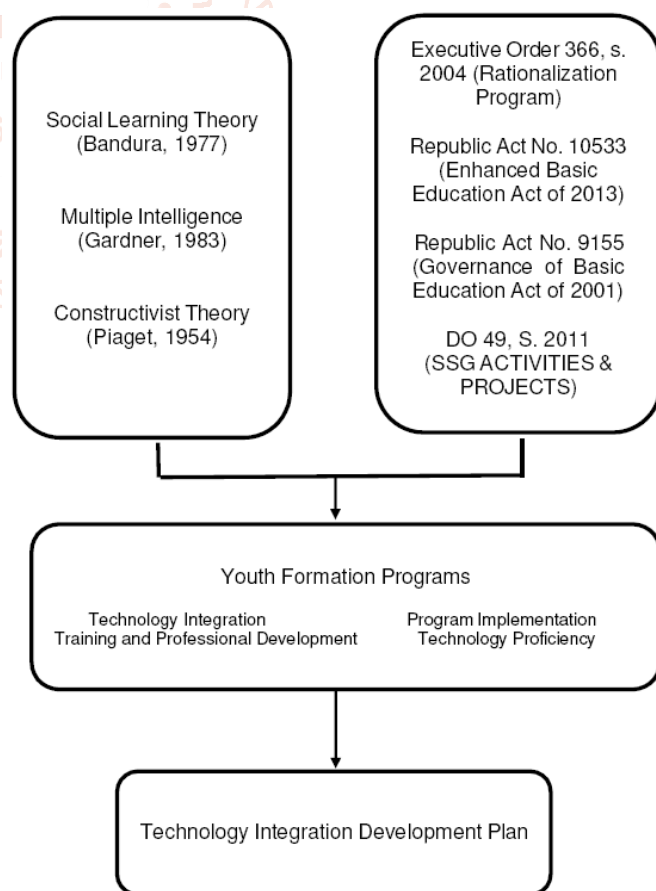 Social Learning Theory
(Bandura, 1977)
Multiple Intelligence
(Gardner, 1983)
Constructivist Theory
(Piaget, 1954)
Executive Order 366, s.
2004 (Rationalization
Program)
Republic Act No. 10533
(Enhanced Basic
Education Act of 2013)
Republic Act No. 9155
(Governance of Basic
Education Act of 2001)
DO 49, S. 2011
(SSG ACTIVITIES &
PROJECTS)
Youth Formation Programs
Technology Integration
Training and Professional Development
Program Implementation
Technology Proficiency
Technology Integration Development Plan